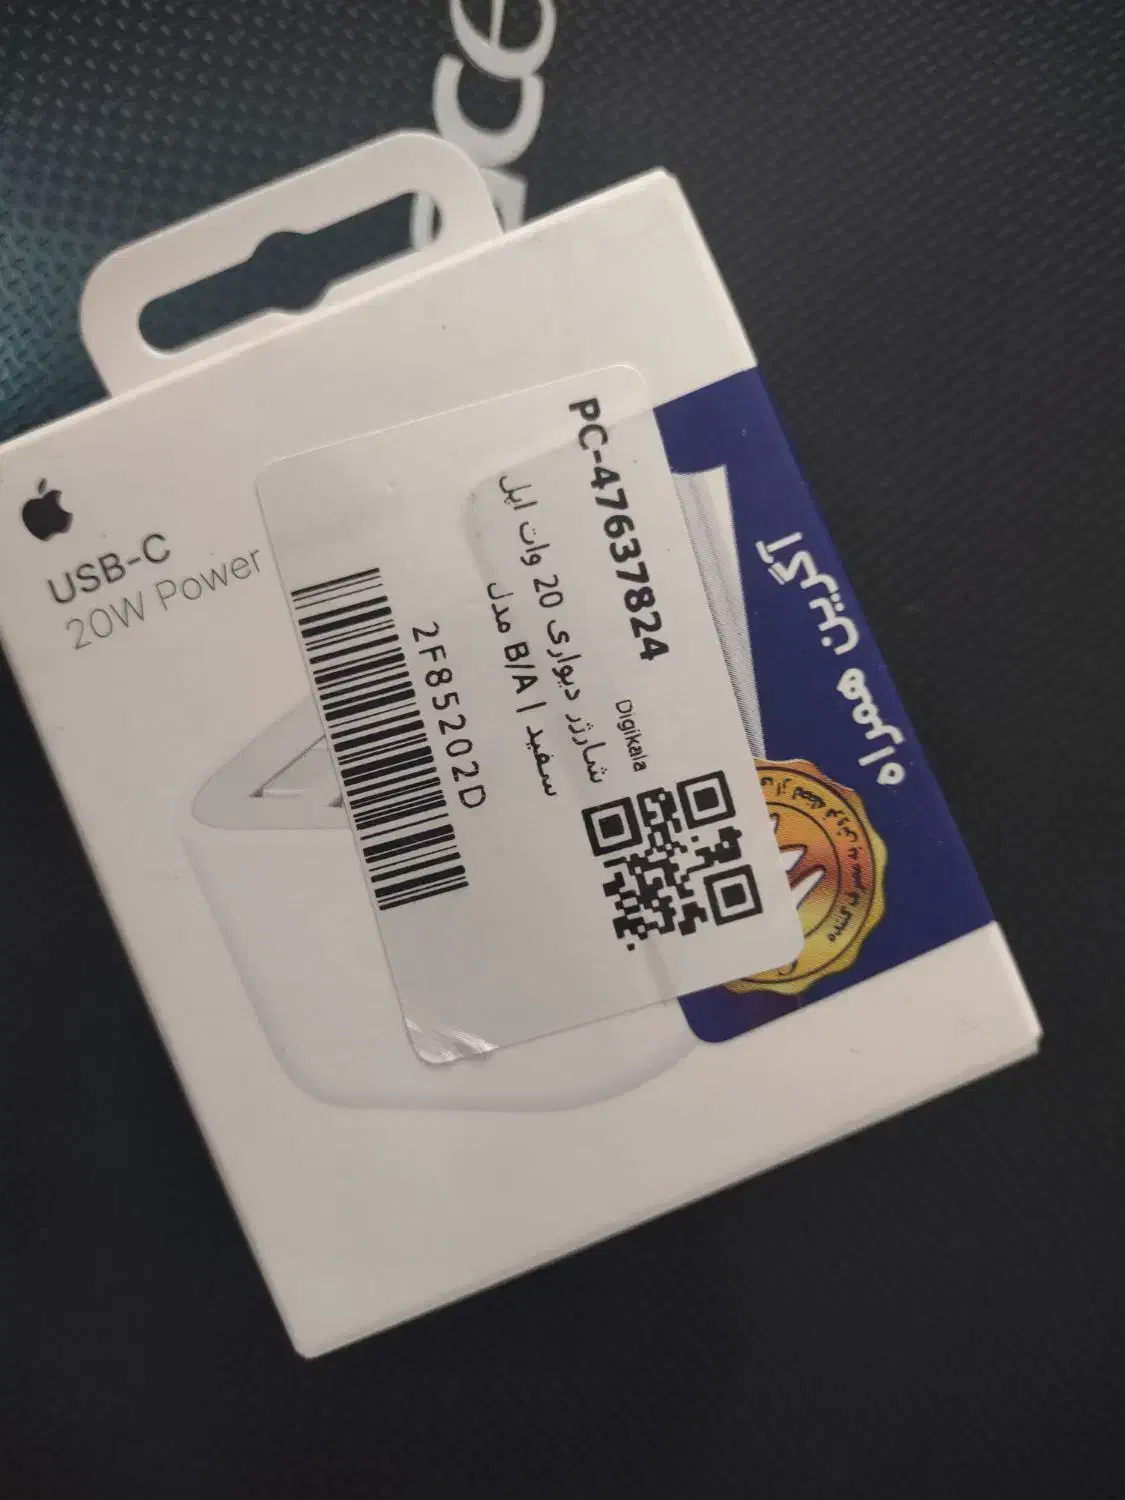 USB-C
20W Power
PC-47637824
Digikala
شارژر دیواری 20 وات اپل
مدل B/A | سفید
2F85202D
آگرین همراه